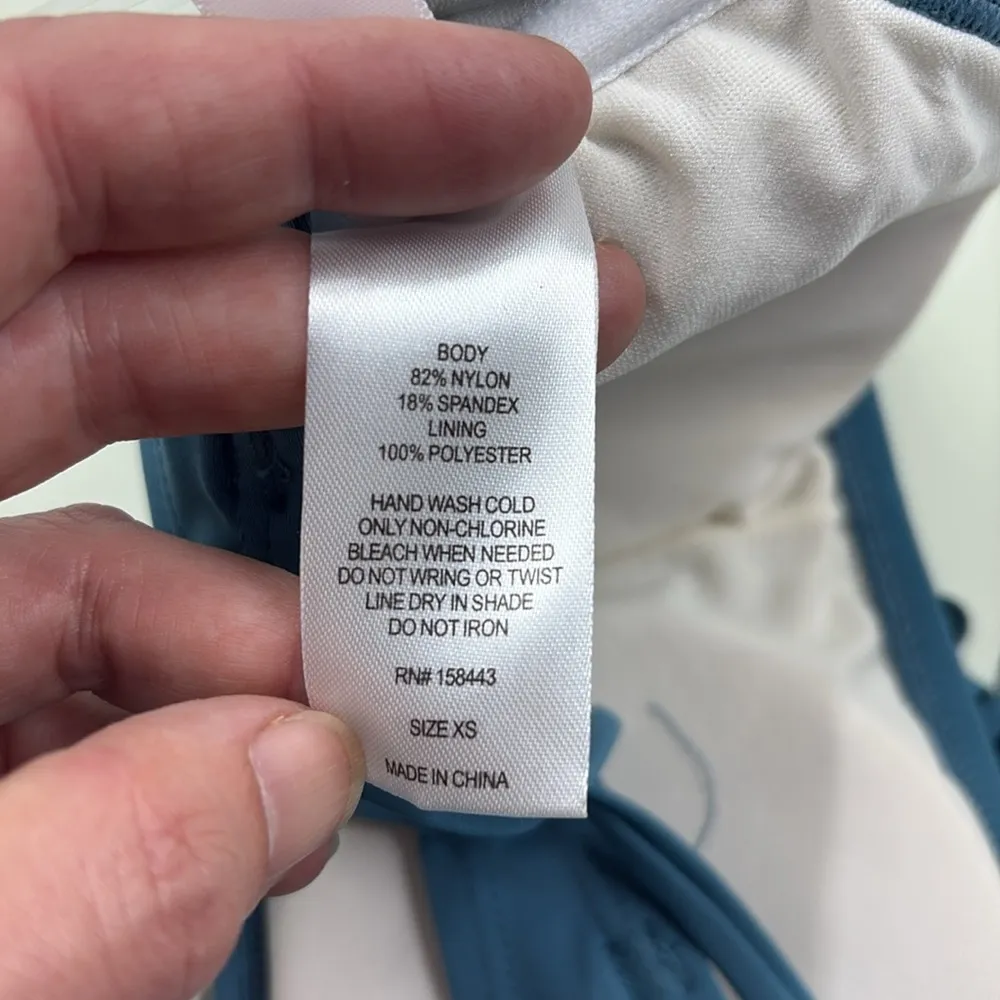 BODY
82% NYLON
18% SPANDEX
LINING
100% POLYESTER
HAND WASH COLD
ONLY NON-CHLORINE
BLEACH WHEN NEEDED
DO NOT WRING OR TWIST
LINE DRY IN SHADE
DO NOT IRON
RN# 158443
SIZE XS
MADE IN CHINA